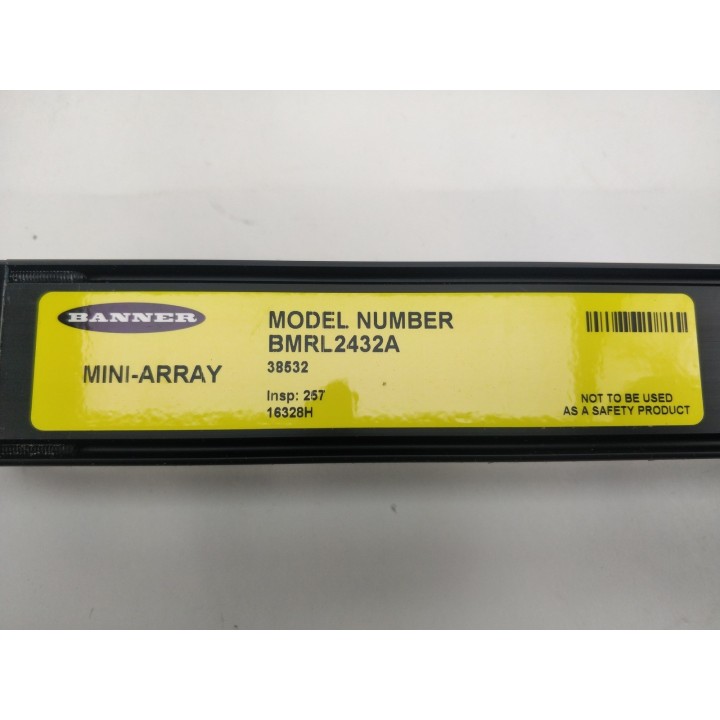 BANNER
MINI-ARRAY
MODEL NUMBER
BMRL2432A
38532
Insp: 257
16328H
NOT TO BE USED
AS A SAFETY PRODUCT